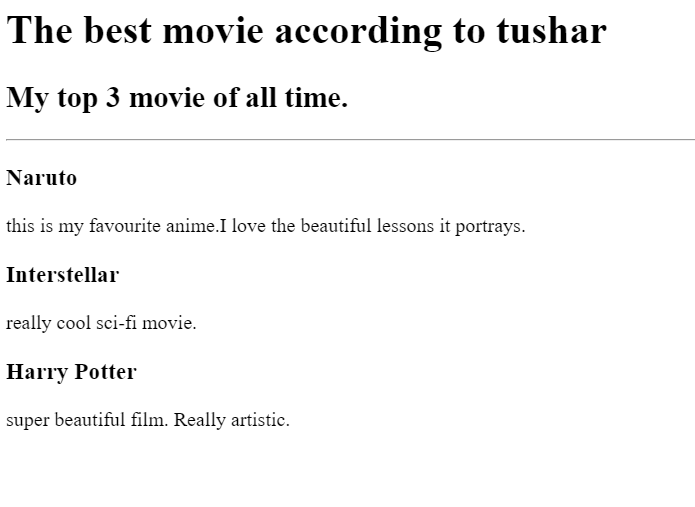 The best movie according to tushar
My top 3 movie of all time.
Naruto
this is my favourite anime.I love the beautiful lessons it portrays.
Interstellar
really cool sci-fi movie.
Harry Potter
super beautiful film. Really artistic.